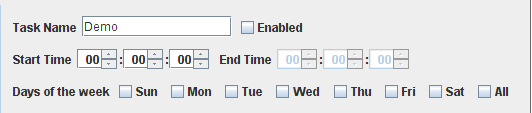 Task Name Demo Enabled
Start Time 00 : 00 : 00 End Time 00 : 00 : 00
Days of the week Sun Mon Tue Wed Thu Fri Sat All